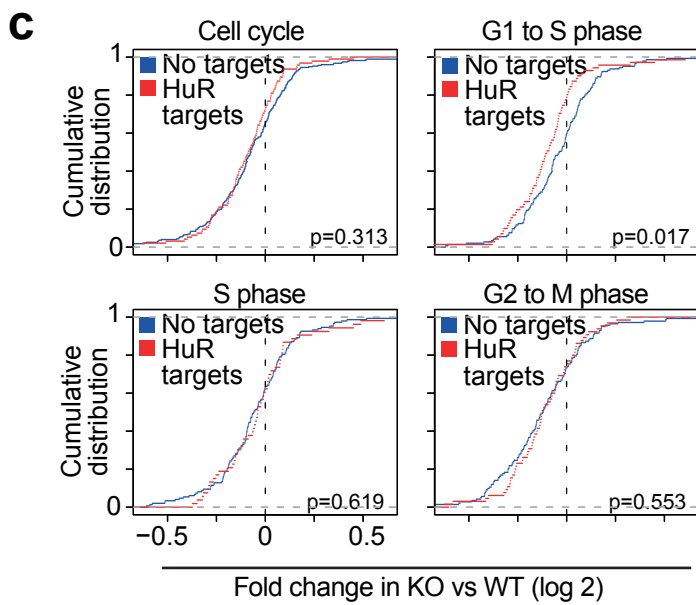 c
Cell cycle
1
No targets
HuR
targets
Cumulative
distribution
0
p=0.313
G1 to S phase
No targets
HuR
targets
p=0.017
S phase
1
No targets
HuR
targets
Cumulative
distribution
0
p=0.619
−0.5
0
0.5
G2 to M phase
No targets
HuR
targets
p=0.553
Fold change in KO vs WT (log 2)